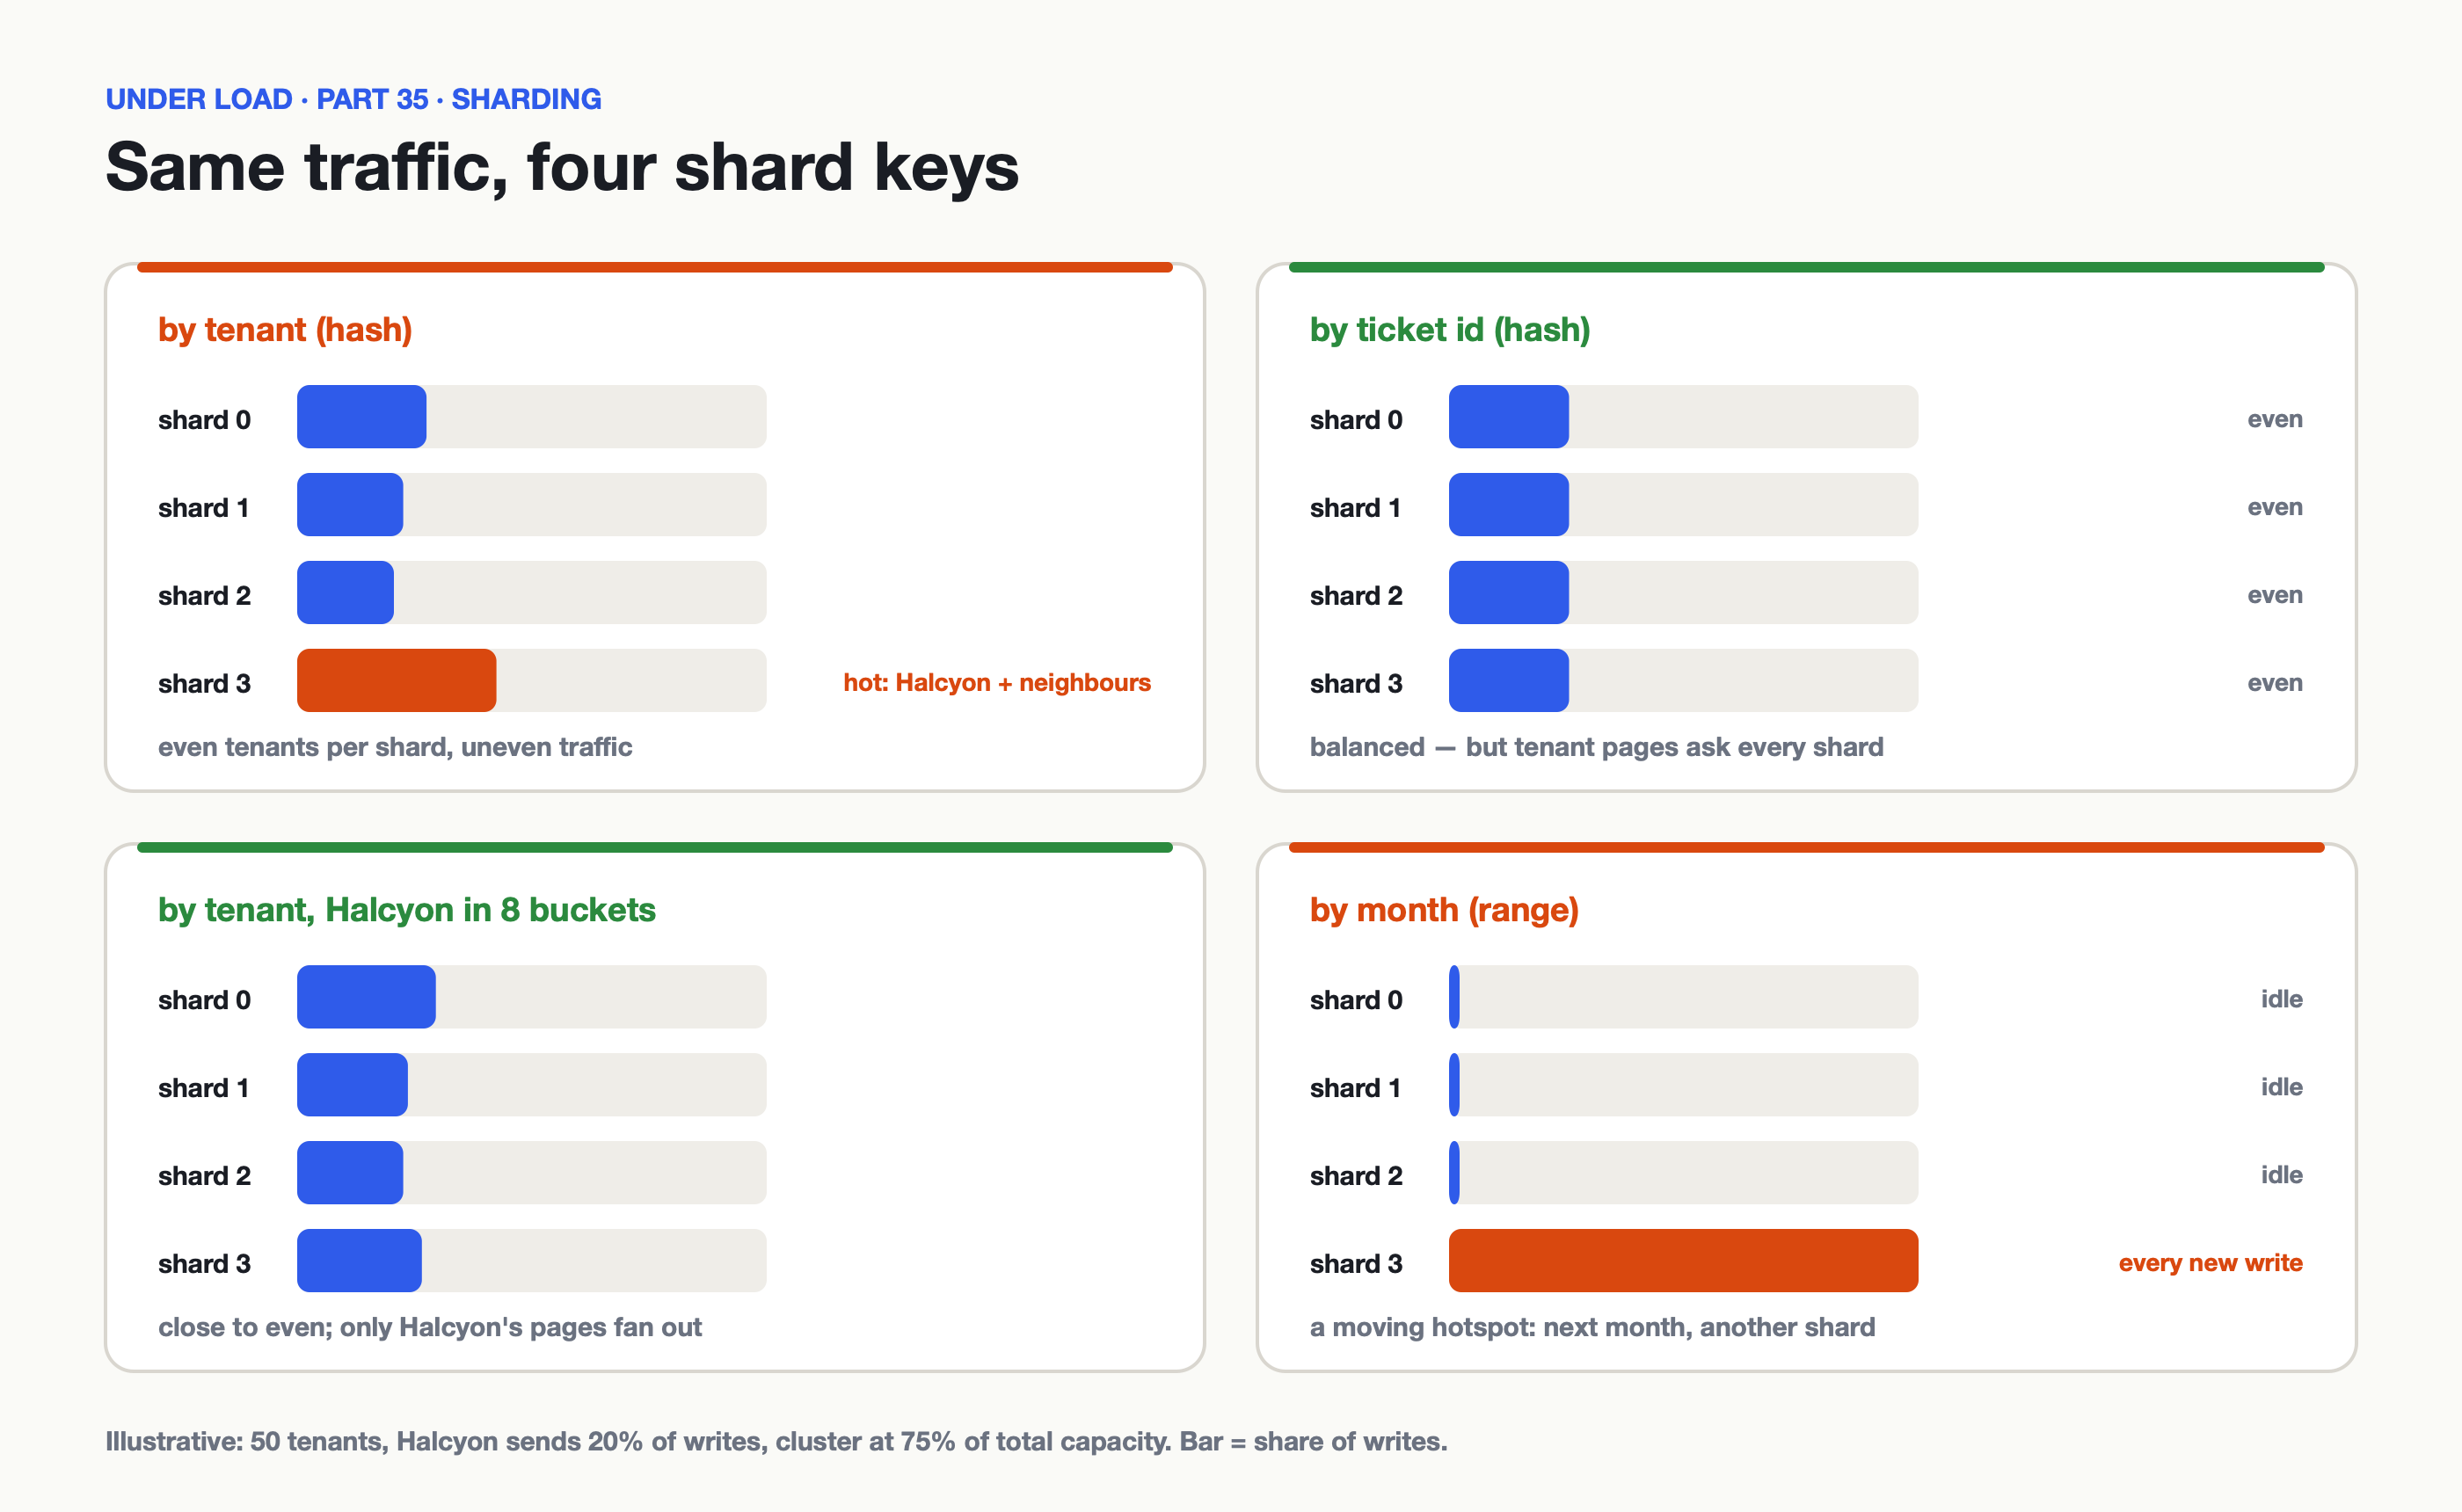 UNDER LOAD · PART 35 · SHARDING
Same traffic, four shard keys
by tenant (hash)
shard 0
shard 1
shard 2
shard 3
hot: Halcyon + neighbours
even tenants per shard, uneven traffic
by ticket id (hash)
shard 0
even
shard 1
even
shard 2
even
shard 3
even
balanced — but tenant pages ask every shard
by tenant, Halcyon in 8 buckets
shard 0
shard 1
shard 2
shard 3
close to even; only Halcyon's pages fan out
by month (range)
shard 0
idle
shard 1
idle
shard 2
idle
shard 3
every new write
a moving hotspot: next month, another shard
Illustrative: 50 tenants, Halcyon sends 20% of writes, cluster at 75% of total capacity. Bar = share of writes.